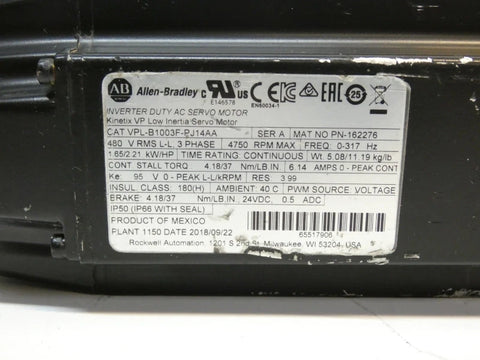 AB Allen-Bradley c UL us CE EAC 25
E146578 EN60034-1
INVERTER DUTY AC SERVO MOTOR
Kinetix VP Low Inertia Servo Motor
CAT VPL-B1003F-PJ14AA SER A MAT NO PN-162276
480 V RMS L-L, 3 PHASE 4750 RPM MAX FREQ: 0-317 Hz
1.65/2.21 kW/HP TIME RATING CONTINUOUS Wt. 5.08/11.19 kg/lb
CONT STALL TORQ 4.18/37 Nm/LB.IN 6.14 AMPS 0 - PEAK CONT
Ke: 95 V 0 - PEAK L-L/kRPM RES 3.99
INSUL. CLASS 180(H) AMBIENT 40 C PWM SOURCE VOLTAGE
BRAKE: 4.18/37 Nm/LB.IN 24VDC, 0.5 ADC
IP50 (IP66 WITH SEAL)
PRODUCT OF MEXICO
PLANT 1150 DATE 2018/09/22 65517906
Rockwell Automation, 1201 S 2nd St. Milwaukee, WI 53204, USA